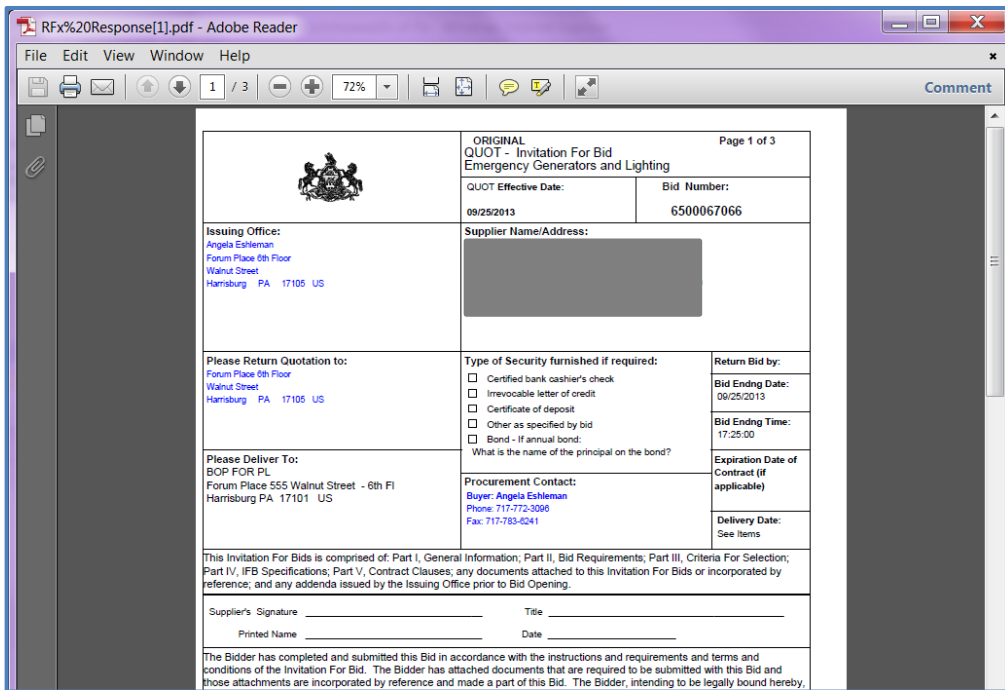 RFx%20Response[1].pdf - Adobe Reader
File Edit View Window Help
1 / 3 72% Comment
ORIGINAL Page 1 of 3
QUOT - Invitation For Bid
Emergency Generators and Lighting
QUOT Effective Date: Bid Number:
09/25/2013 6500067066
Issuing Office:
Angela Eshleman
Forum Place 6th Floor
Walnut Street
Harrisburg PA 17105 US
Supplier Name/Address:
Please Return Quotation to:
Forum Place 6th Floor
Walnut Street
Harrisburg PA 17105 US
Type of Security furnished if required:
Certified bank cashier's check
Irrevocable letter of credit
Certificate of deposit
Other as specified by bid
Bond - If annual bond:
What is the name of the principal on the bond?
Return Bid by:
Bid Endng Date:
09/25/2013
Bid Endng Time:
17:25:00
Expiration Date of
Contract (if
applicable)
Delivery Date:
See Items
Please Deliver To:
BOP FOR PL
Forum Place 555 Walnut Street - 6th Fl
Harrisburg PA 17101 US
Procurement Contact:
Buyer: Angela Eshleman
Phone: 717-772-3096
Fax: 717-783-6241
This Invitation For Bids is comprised of: Part I, General Information; Part II, Bid Requirements; Part III, Criteria For Selection;
Part IV, IFB Specifications; Part V, Contract Clauses; any documents attached to this Invitation For Bids or incorporated by
reference; and any addenda issued by the Issuing Office prior to Bid Opening.
Supplier's Signature Title
Printed Name Date
The Bidder has completed and submitted this Bid in accordance with the instructions and requirements and terms and
conditions of the Invitation For Bid. The Bidder has attached documents that are required to be submitted with this Bid and
those attachments are incorporated by reference and made a part of this Bid. The Bidder, intending to be legally bound hereby,